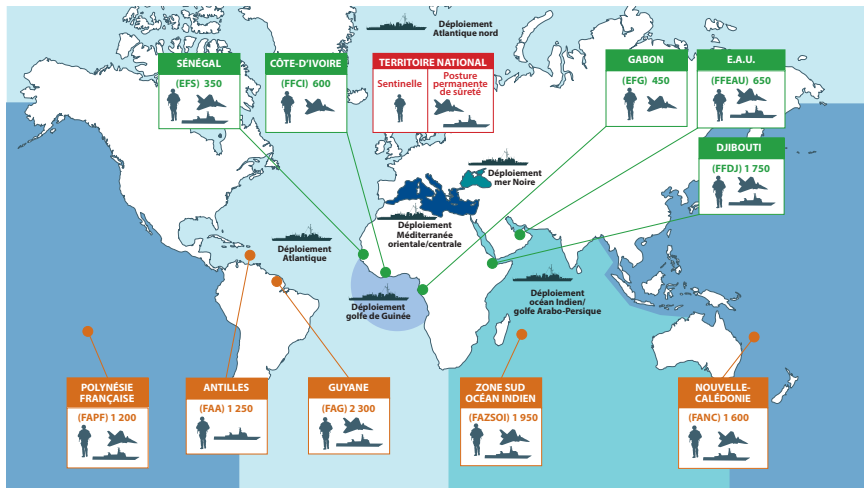 Déploiement
Atlantique nord
SÉNÉGAL
(EFS) 350
CÔTE-D'IVOIRE
(FFCI) 600
TERRITOIRE NATIONAL
Sentinelle
Posture
permanente
de sûreté
GABON
(EFG) 450
E.A.U.
(FFEAU) 650
DJIBOUTI
(FFDJ) 1 750
Déploiement
mer Noire
Déploiement
Méditerranée
orientale/centrale
Déploiement
Atlantique
Déploiement
golfe de Guinée
Déploiement
océan Indien/
golfe Arabo-Persique
POLYNÉSIE
FRANÇAISE
(FAPF) 1 200
ANTILLES
(FAA) 1 250
GUYANE
(FAG) 2 300
ZONE SUD
OCÉAN INDIEN
(FAZSOI) 1 950
NOUVELLE-
CALÉDONIE
(FANC) 1 600